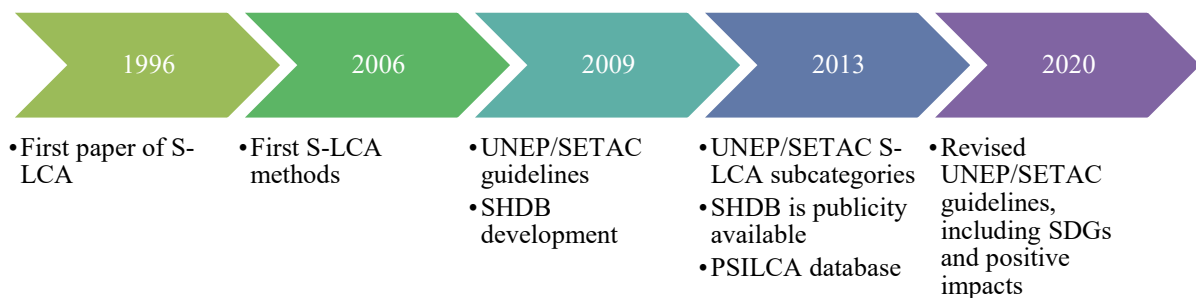 1996
2006
2009
2013
2020
•First paper of S-
LCA
•First S-LCA
methods
•UNEP/SETAC
guidelines
•SHDB
development
•UNEP/SETAC S-
LCA subcategories
•SHDB is publicity
available
•PSILCA database
•Revised
UNEP/SETAC
guidelines,
including SDGs
and positive
impacts